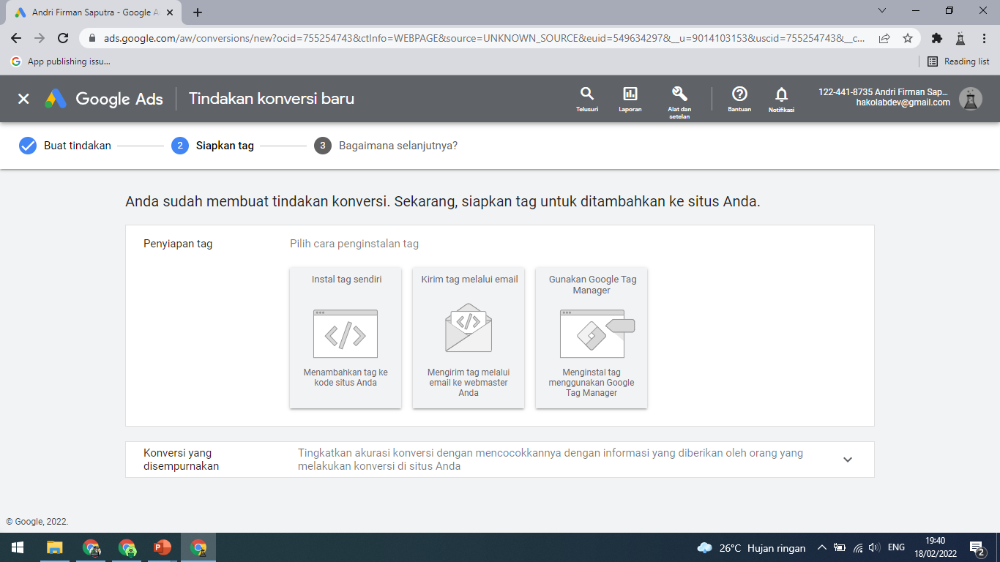 Andri Firman Saputra - Google A
ads.google.com/aw/conversions/new?ocid=755254743&ctInfo=WEBPAGE&source=UNKNOWN_SOURCE&euid=549634297&__u=9014103153&uscid=755254743&__c...
App publishing issu...
Reading list
Google Ads
Tindakan konversi baru
Telusuri
Laporan
Alat dan
setelan
Bantuan
Notifikasi
122-441-8735 Andri Firman Sap...
hakolabdev@gmail.com
Buat tindakan
2 Siapkan tag
3 Bagaimana selanjutnya?
Anda sudah membuat tindakan konversi. Sekarang, siapkan tag untuk ditambahkan ke situs Anda.
Penyiapan tag
Pilih cara penginstalan tag
Instal tag sendiri
Menambahkan tag ke
kode situs Anda
Kirim tag melalui email
Mengirim tag melalui
email ke webmaster
Anda
Gunakan Google Tag
Manager
Menginstal tag
menggunakan Google
Tag Manager
Konversi yang
disempurnakan
Tingkatkan akurasi konversi dengan mencocokkannya dengan informasi yang diberikan oleh orang yang
melakukan konversi di situs Anda
© Google, 2022.
26°C Hujan ringan
ENG
19:40
18/02/2022
2